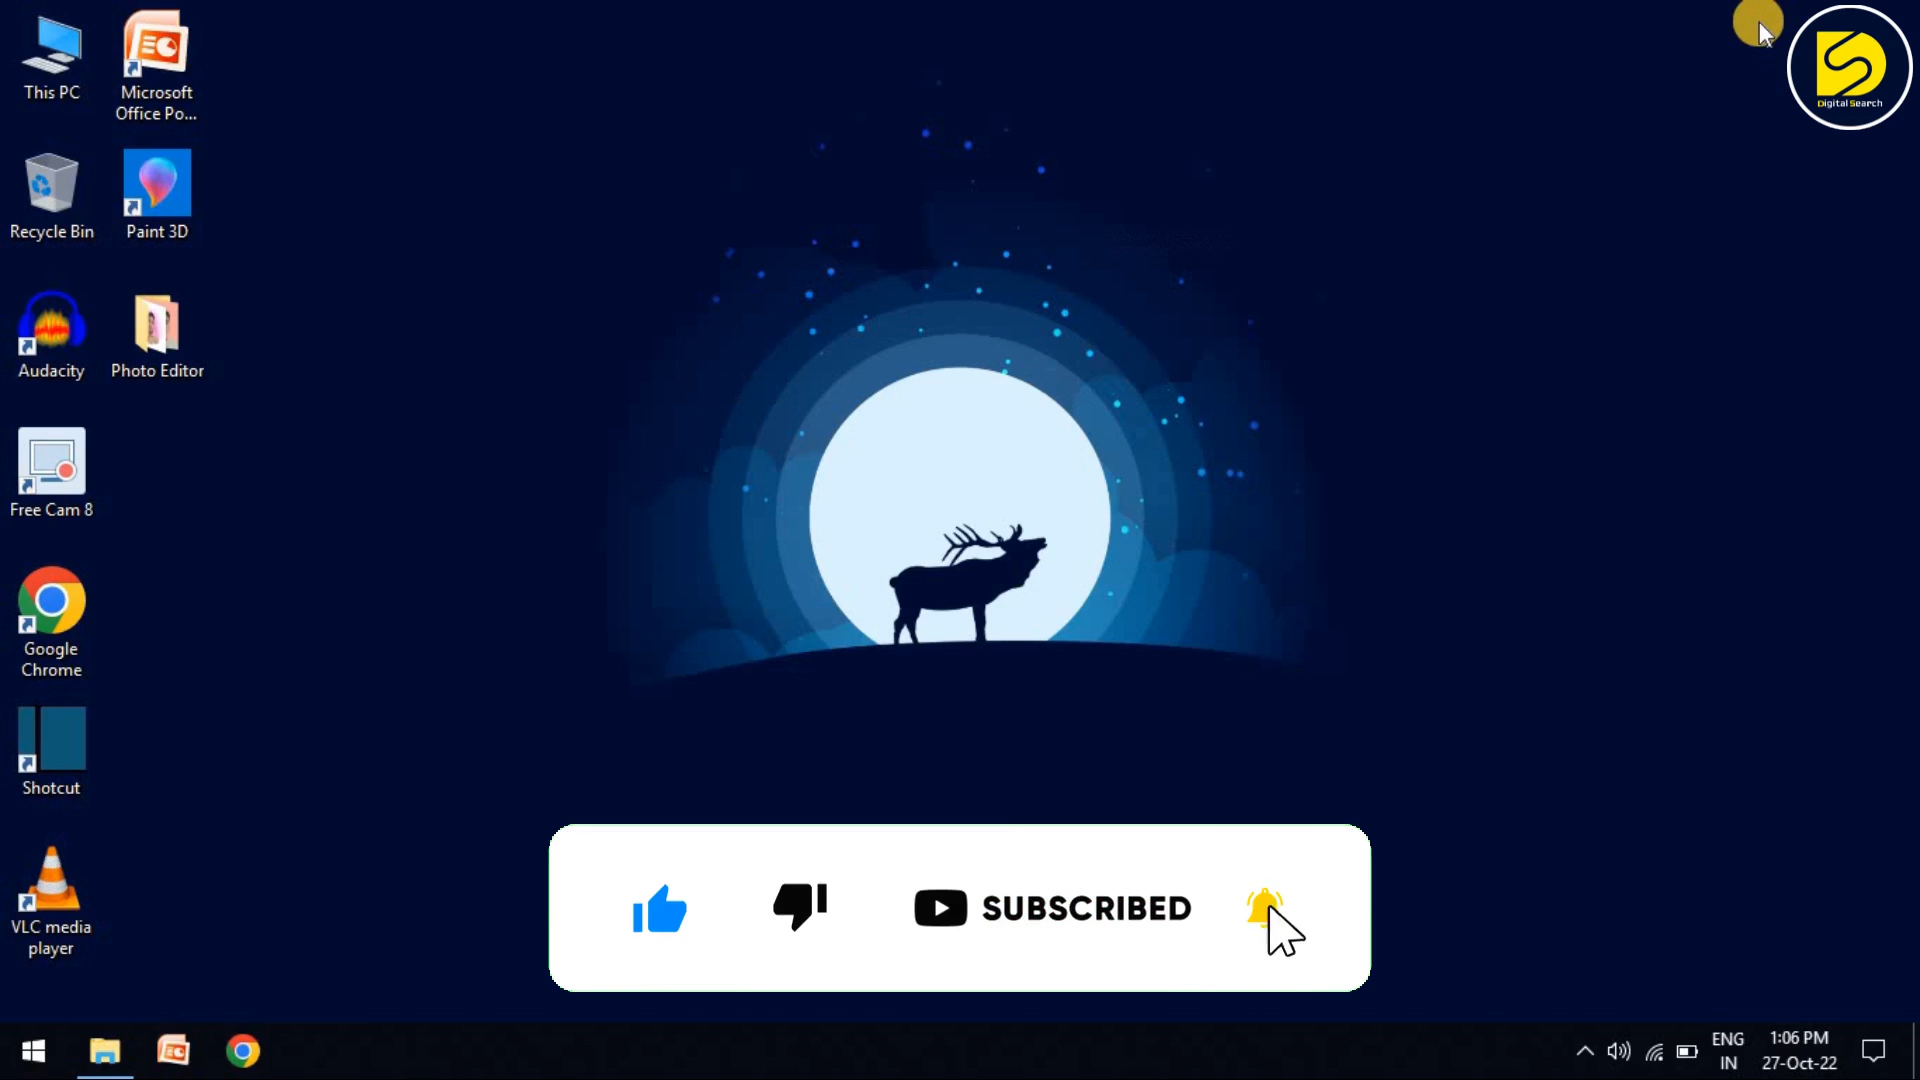 This PC
Microsoft
Office Po...
Recycle Bin
Paint 3D
Audacity
Photo Editor
Free Cam 8
Google
Chrome
Shotcut
VLC media
player
Digital Search
SUBSCRIBED
ENG
IN
1:06 PM
27-Oct-22